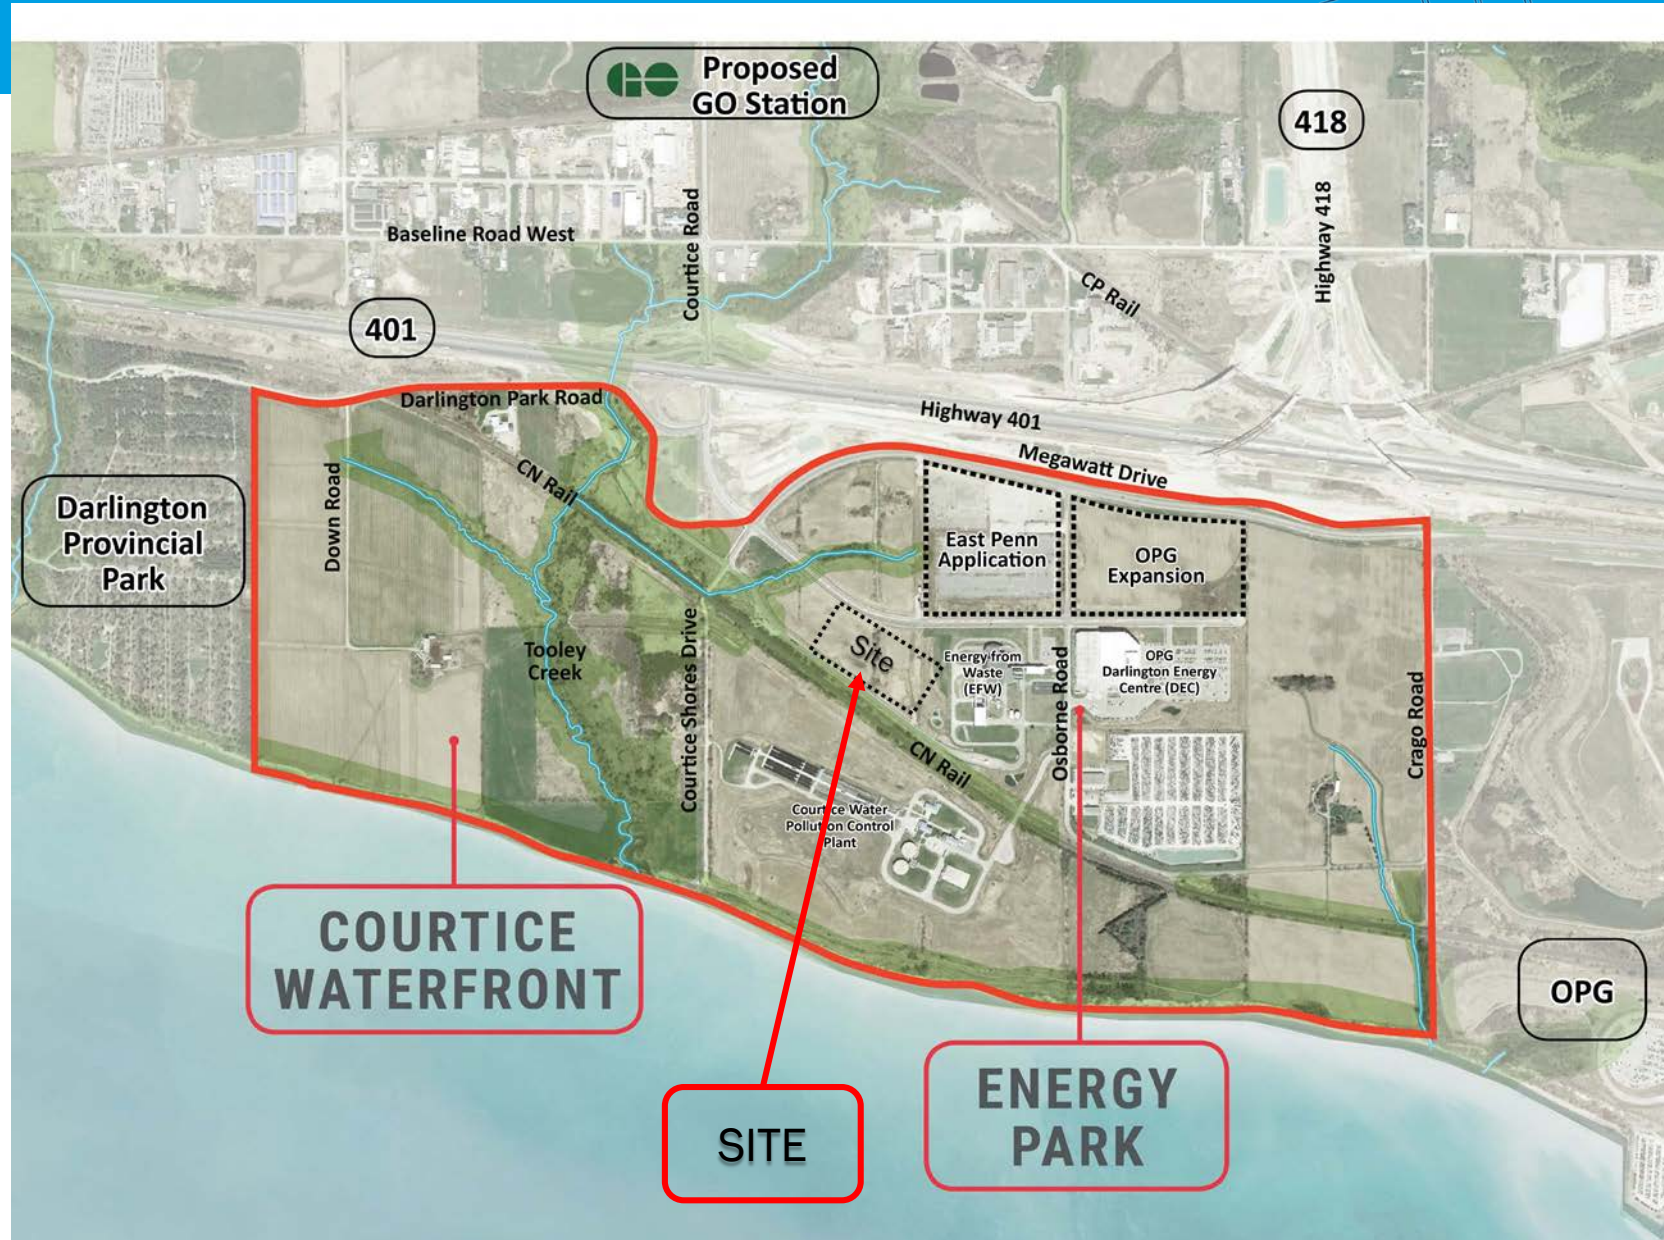 GO
Proposed
GO Station
418
Highway 418
Courtice Road
Baseline Road West
CP Rail
401
Darlington Park Road
Highway 401
Megawatt Drive
CN Rail
Down Road
Darlington
Provincial
Park
East Penn
Application
OPG
Expansion
Site
Tooley
Creek
Courtice Shores Drive
Energy from
Waste
(EFW)
Osborne Road
OPG
Darlington Energy
Centre (DEC)
Crago Road
CN Rail
Courtice Water
Pollution Control
Plant
COURTICE
WATERFRONT
OPG
ENERGY
PARK
SITE